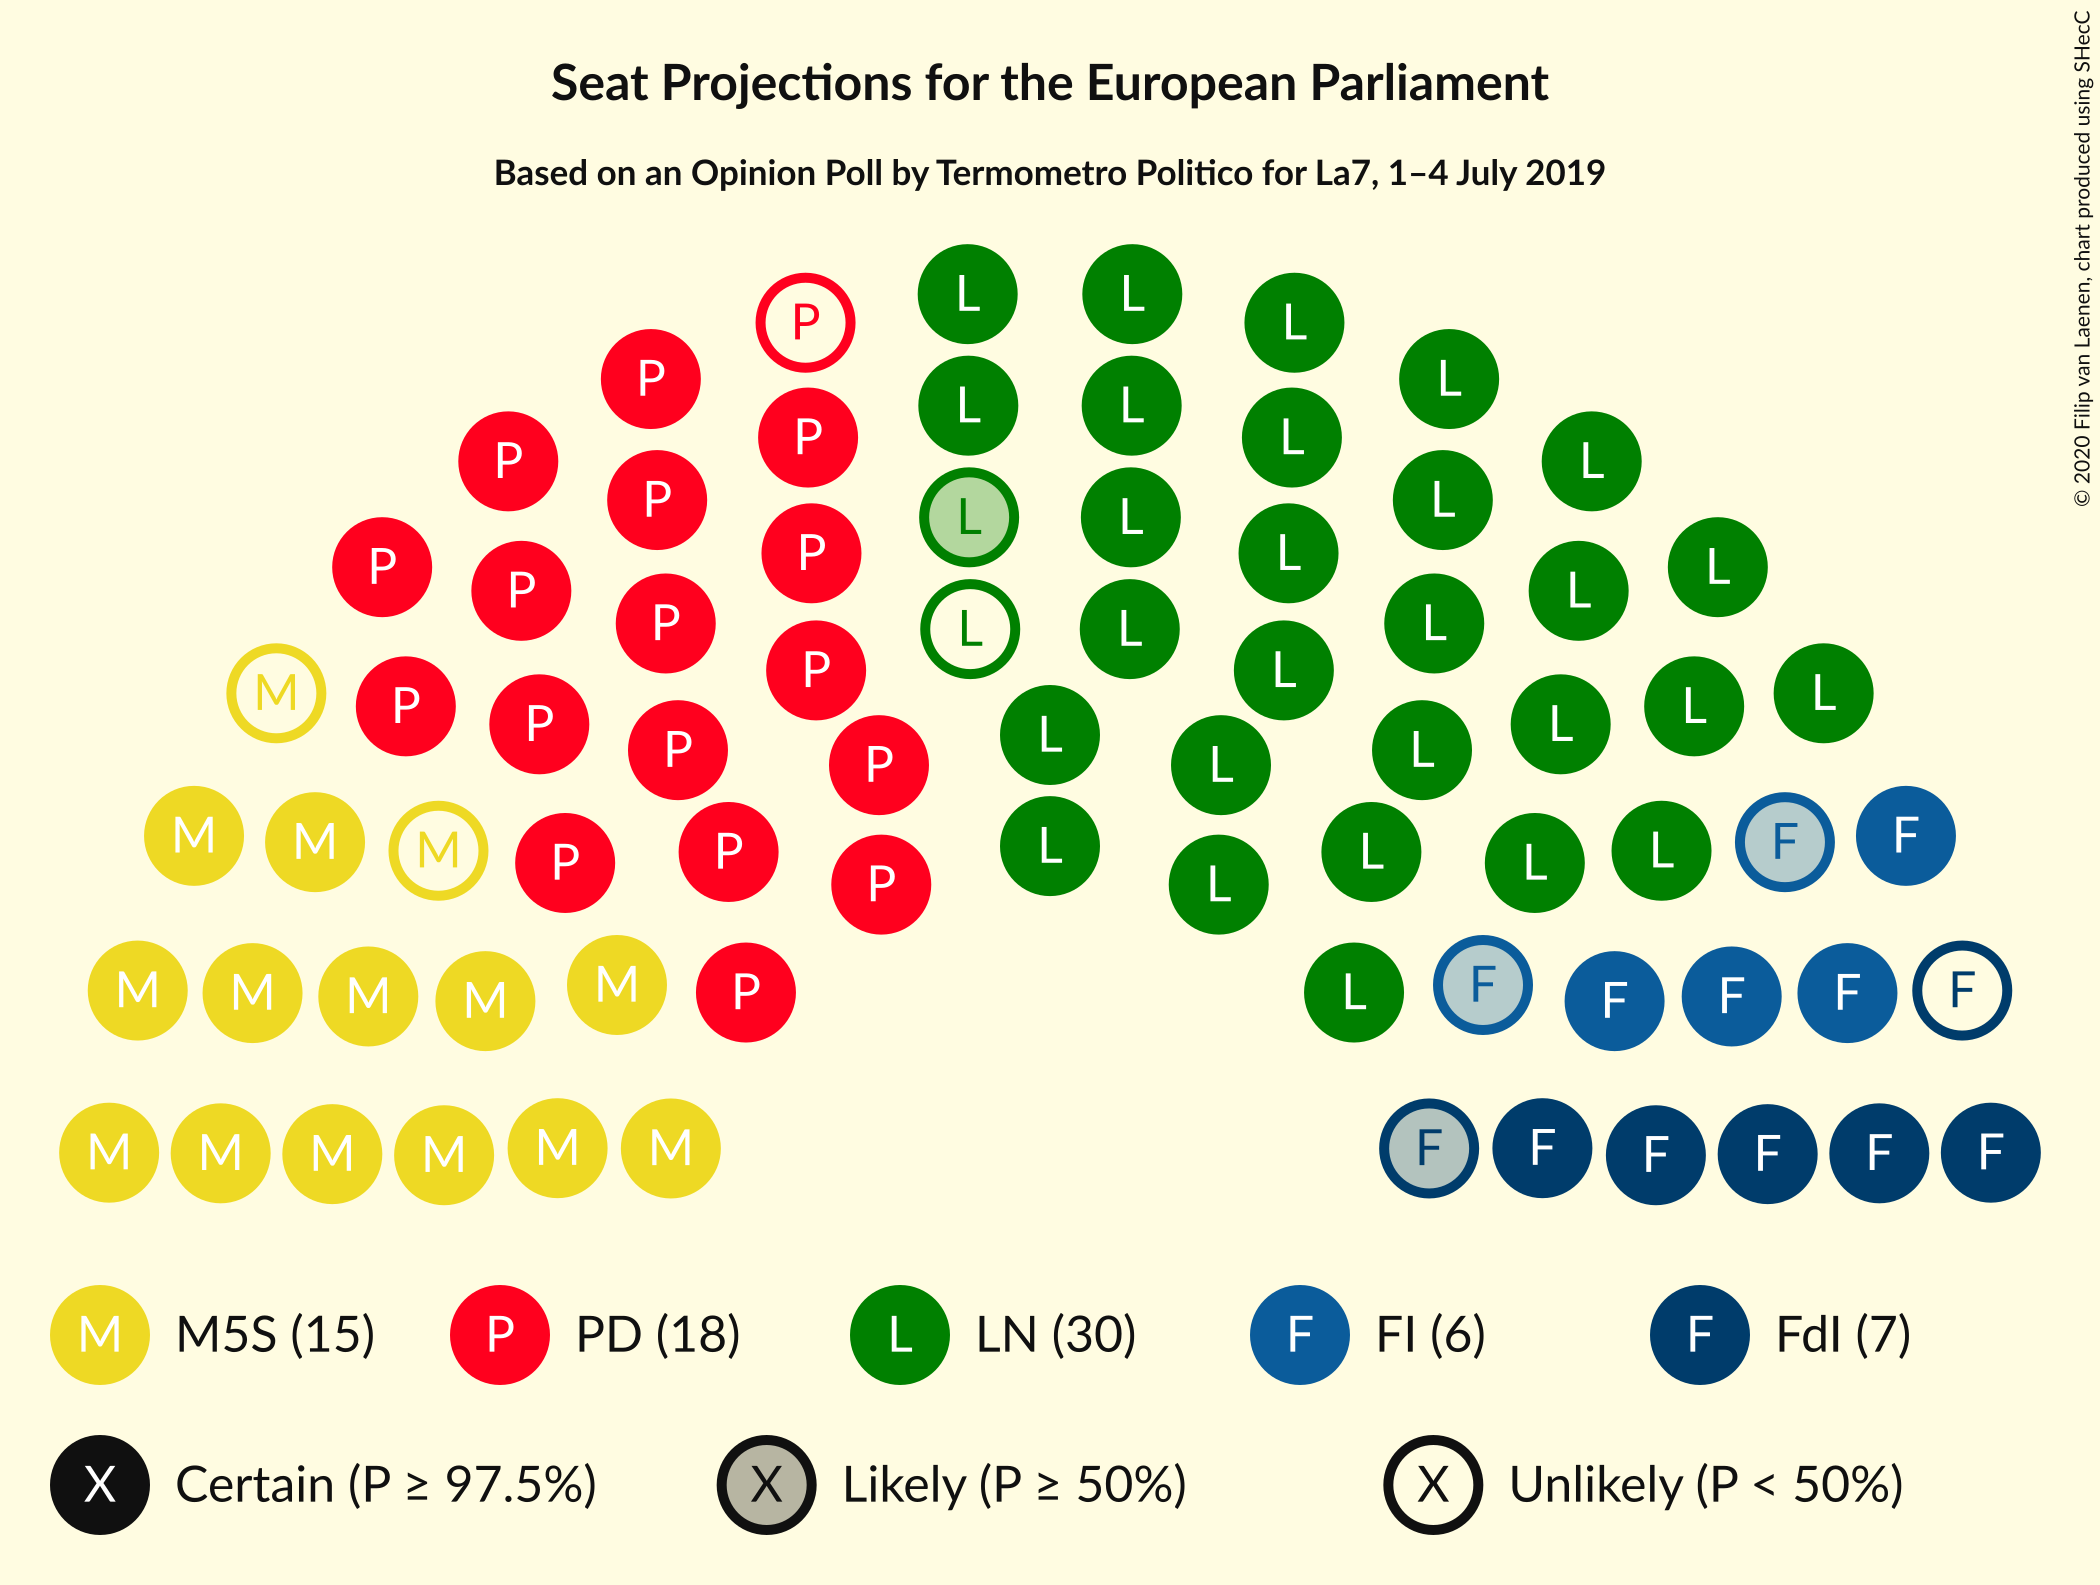 Seat Projections for the European Parliament
Based on an Opinion Poll by Termometro Politico for La7, 1–4 July 2019
© 2020 Filip van Laenen, chart produced using SHecC
L L
P L L
P L
P L L P
P L
P L L P
P L L P
P L
P L L P
P L
P L
P L L P
M L
P L
P L
P L
L
P L
M M F F
L
M L
P L
P L
P L
M M M M M P L F F F F F
M M M M M M F F F F F F
M M5S (15) P PD (18) L LN (30) F FI (6) F FdI (7)
X Certain (P ≥ 97.5%) X Likely (P ≥ 50%) X Unlikely (P < 50%)